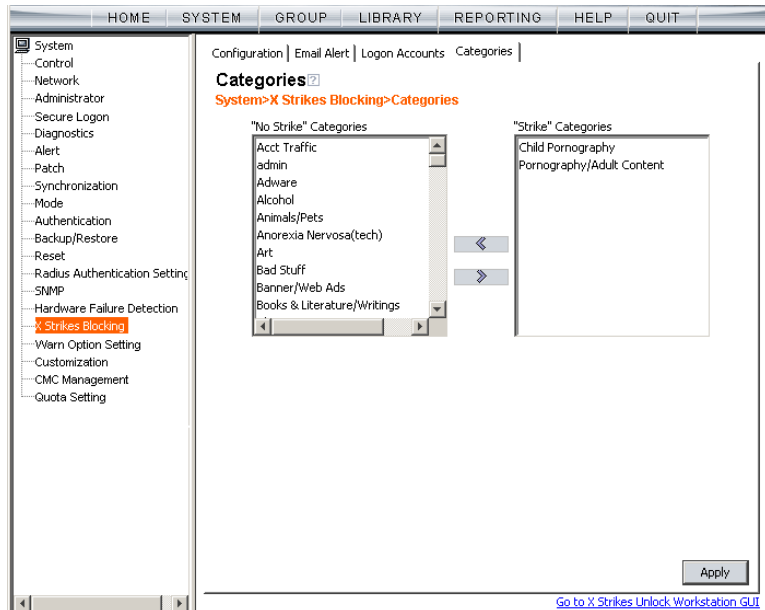 HOME SYSTEM GROUP LIBRARY REPORTING HELP QUIT
System
Control
Network
Administrator
Secure Logon
Diagnostics
Alert
Patch
Synchronization
Mode
Authentication
Backup/Restore
Reset
Radius Authentication Setting
SNMP
Hardware Failure Detection
X Strikes Blocking
Warn Option Setting
Customization
CMC Management
Quota Setting
Configuration Email Alert Logon Accounts Categories
Categories ?
System>X Strikes Blocking>Categories
"No Strike" Categories
Acct Traffic
admin
Adware
Alcohol
Animals/Pets
Anorexia Nervosa(tech)
Art
Bad Stuff
Banner/Web Ads
Books & Literature/Writings
"Strike" Categories
Child Pornography
Pornography/Adult Content
Apply
Go to X Strikes Unlock Workstation GUI